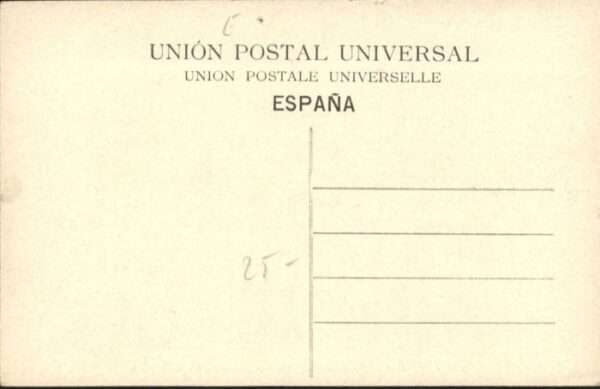 E
UNIÓN POSTAL UNIVERSAL
UNION POSTALE UNIVERSELLE
ESPAÑA
25-